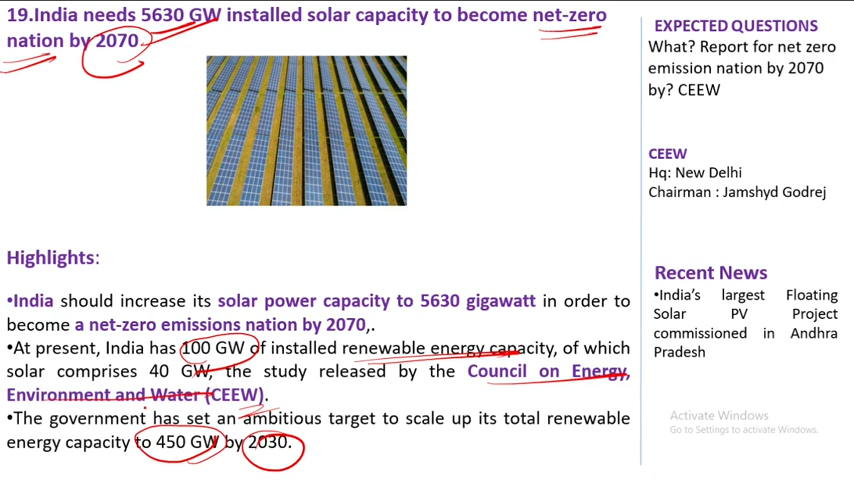 19.India needs 5630 GW installed solar capacity to become net-zero
nation by 2070.
Highlights:
•India should increase its solar power capacity to 5630 gigawatt in order to
become a net-zero emissions nation by 2070,.
•At present, India has 100 GW of installed renewable energy capacity, of which
solar comprises 40 GW, the study released by the Council on Energy,
Environment and Water (CEEW).
•The government has set an ambitious target to scale up its total renewable
energy capacity to 450 GW by 2030.
EXPECTED QUESTIONS
What? Report for net zero
emission nation by 2070
by? CEEW
CEEW
Hq: New Delhi
Chairman : Jamshyd Godrej
Recent News
•India's largest Floating
Solar PV Project
commissioned in Andhra
Pradesh
Activate Windows
Go to Settings to activate Windows.